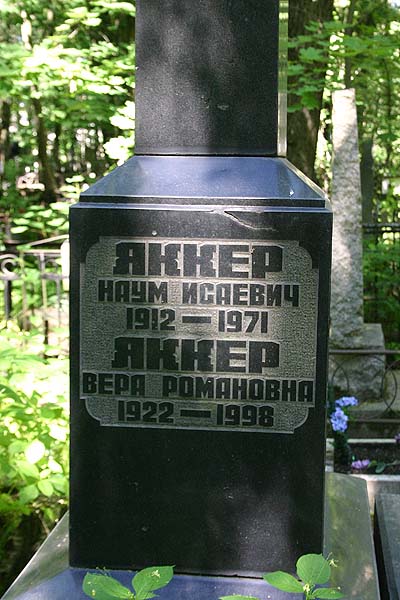 ЯККЕР
НАУМ ИСАЕВИЧ
1912 — 1971
ЯККЕР
ВЕРА РОМАНОВНА
1922 — 1998